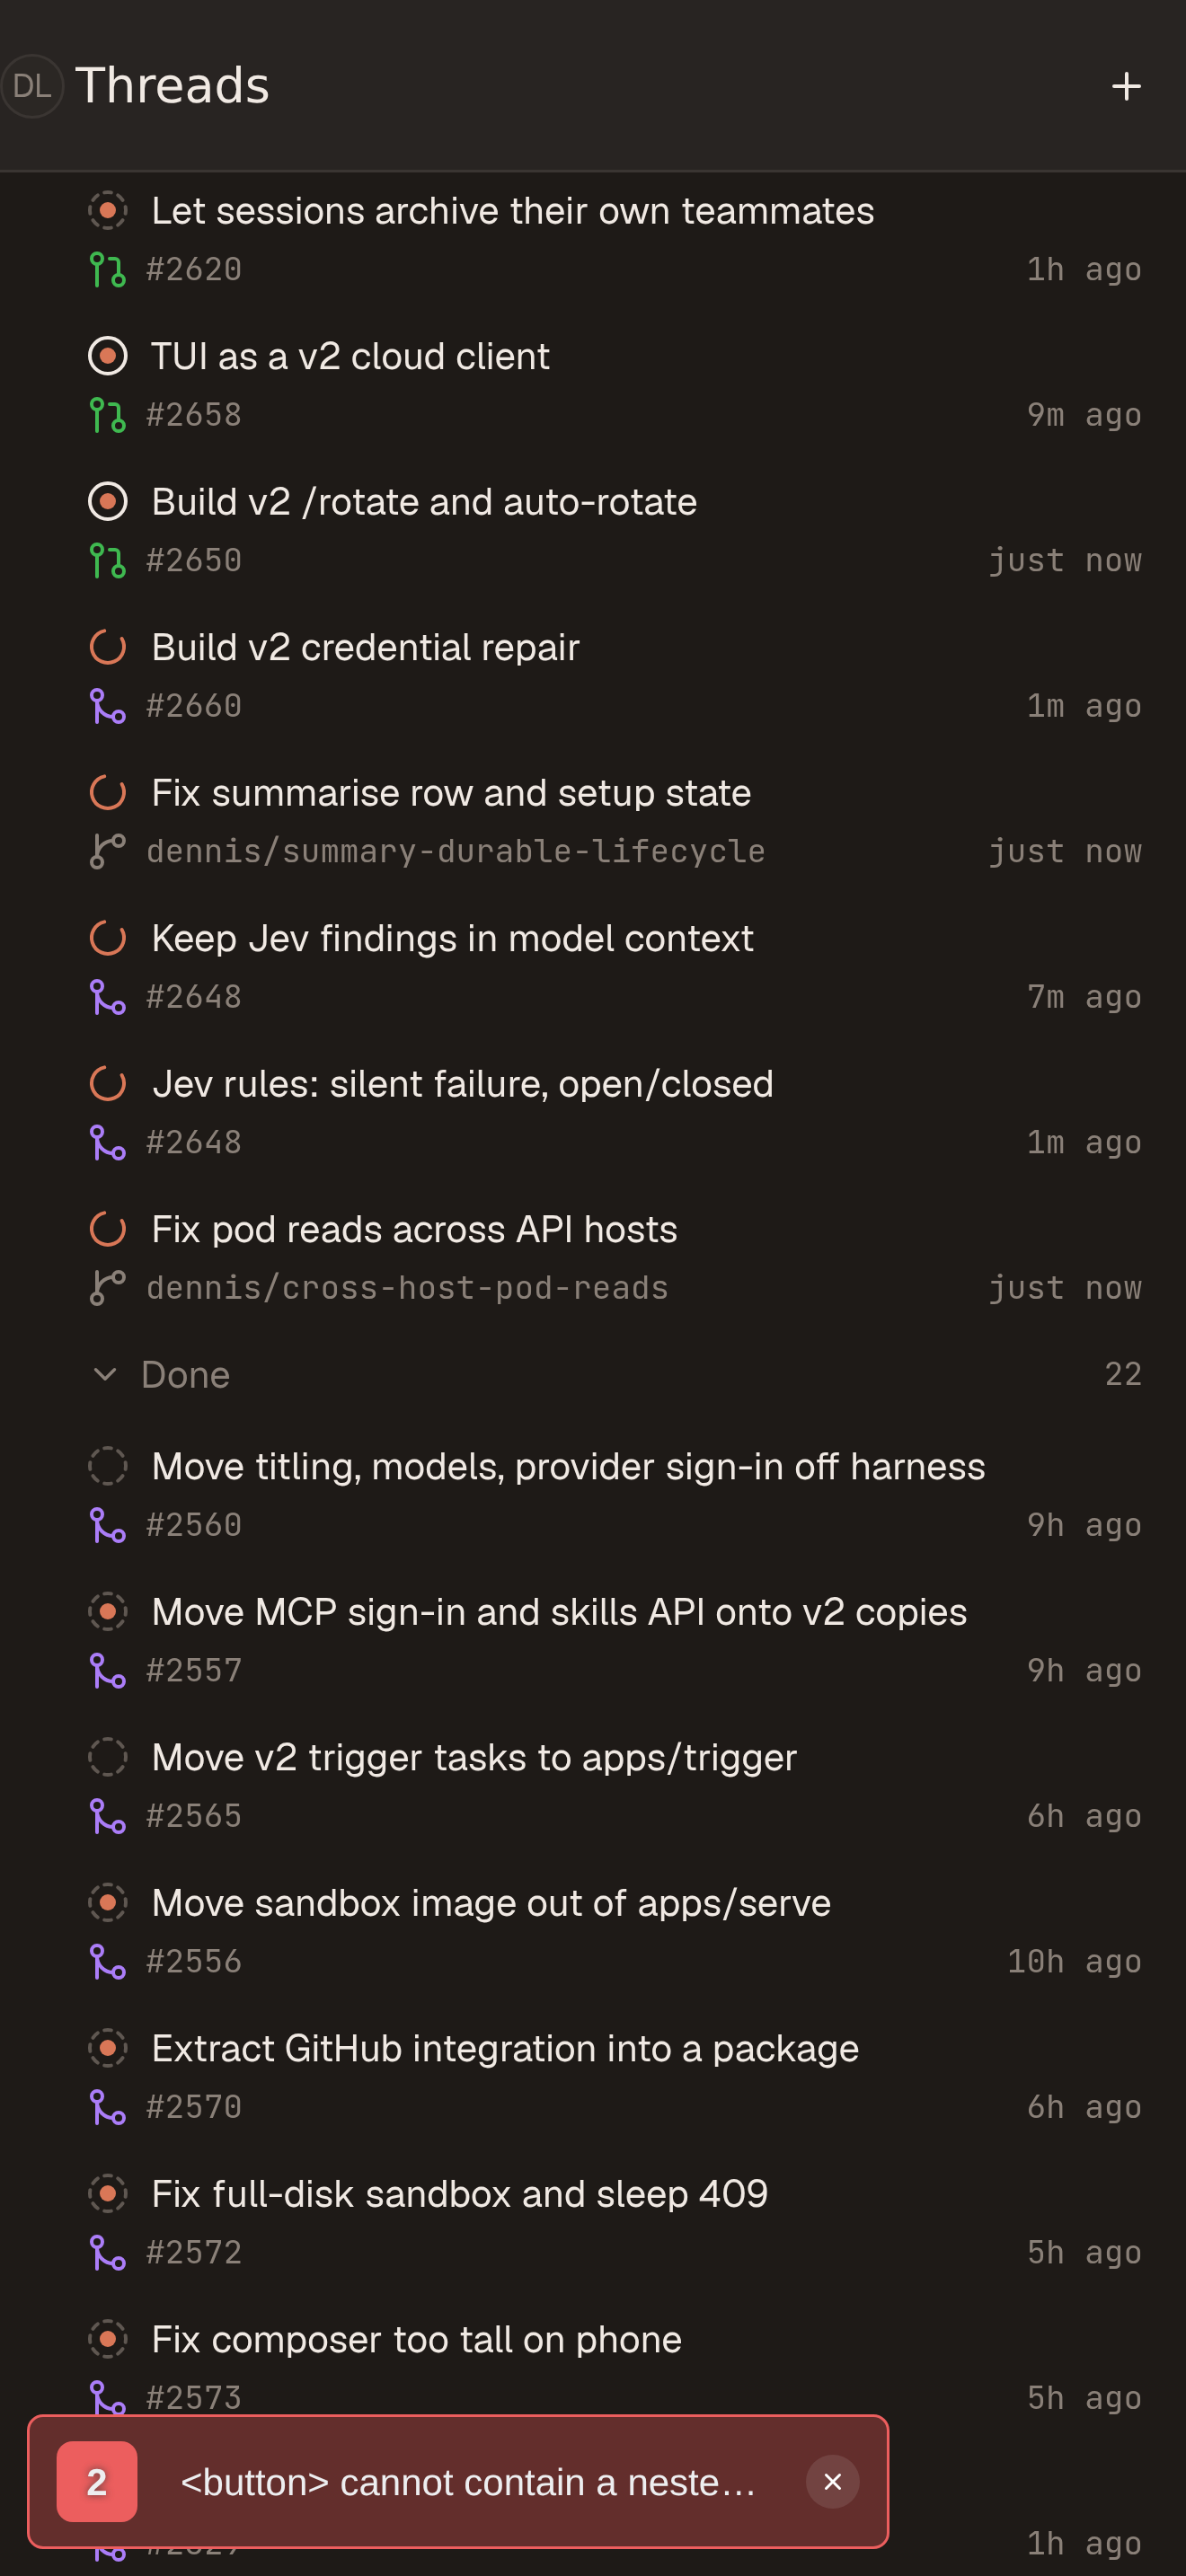 DL Threads
Let sessions archive their own teammates
#2620 1h ago
TUI as a v2 cloud client
#2658 9m ago
Build v2 /rotate and auto-rotate
#2650 just now
Build v2 credential repair
#2660 1m ago
Fix summarise row and setup state
dennis/summary-durable-lifecycle just now
Keep Jev findings in model context
#2648 7m ago
Jev rules: silent failure, open/closed
#2648 1m ago
Fix pod reads across API hosts
dennis/cross-host-pod-reads just now
Done 22
Move titling, models, provider sign-in off harness
#2560 9h ago
Move MCP sign-in and skills API onto v2 copies
#2557 9h ago
Move v2 trigger tasks to apps/trigger
#2565 6h ago
Move sandbox image out of apps/serve
#2556 10h ago
Extract GitHub integration into a package
#2570 6h ago
Fix full-disk sandbox and sleep 409
#2572 5h ago
Fix composer too tall on phone
#2573 5h ago
2 <button> cannot contain a neste…
1h ago